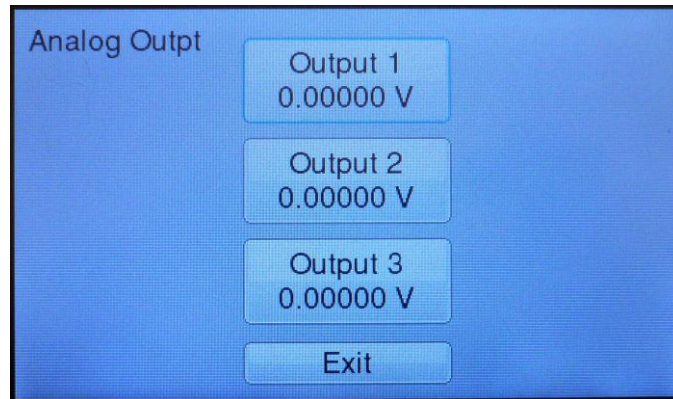 Analog Outpt
Output 1
0.00000 V
Output 2
0.00000 V
Output 3
0.00000 V
Exit